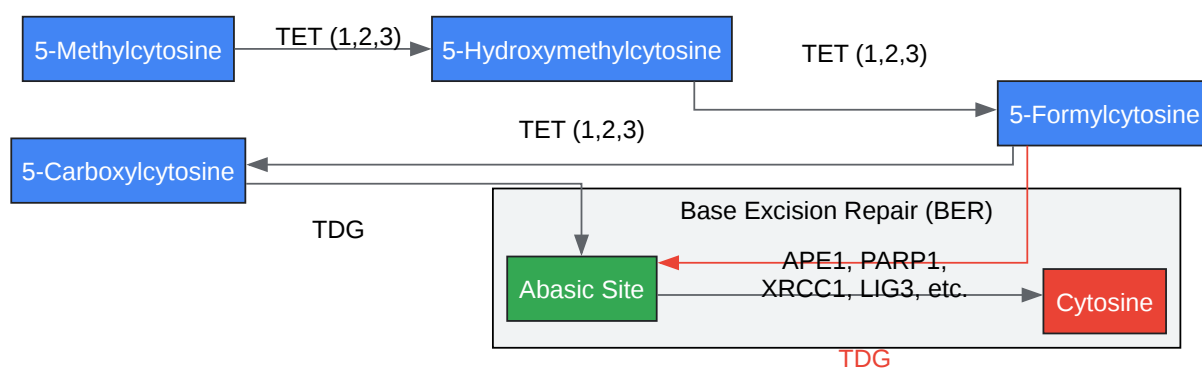 5-Methylcytosine
TET (1,2,3)
5-Hydroxymethylcytosine
TET (1,2,3)
5-Formylcytosine
TET (1,2,3)
5-Carboxylcytosine
TDG
Base Excision Repair (BER)
Abasic Site
APE1, PARP1,
XRCC1, LIG3, etc.
Cytosine
TDG